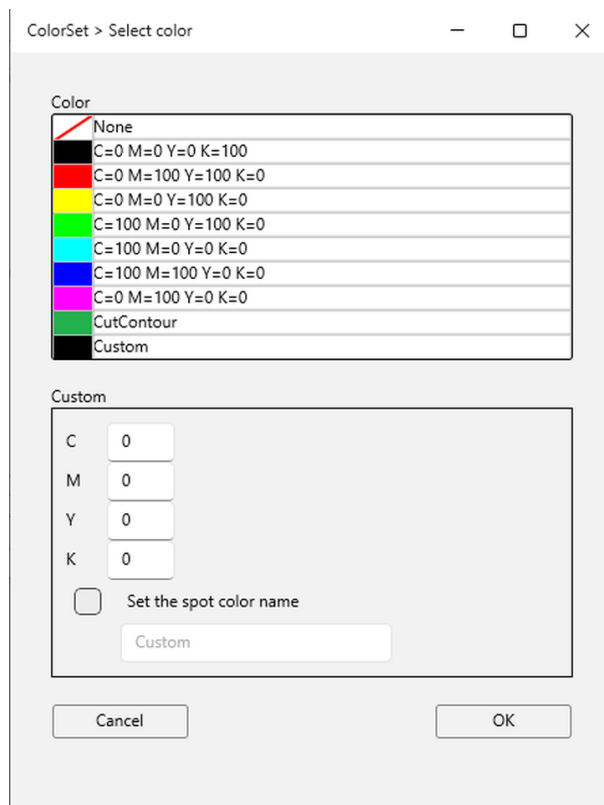 ColorSet > Select color
Color
None
C=0 M=0 Y=0 K=100
C=0 M=100 Y=100 K=0
C=0 M=0 Y=100 K=0
C=100 M=0 Y=100 K=0
C=100 M=0 Y=0 K=0
C=100 M=100 Y=0 K=0
C=0 M=100 Y=0 K=0
CutContour
Custom
Custom
C 0
M 0
Y 0
K 0
Set the spot color name
Custom
Cancel OK